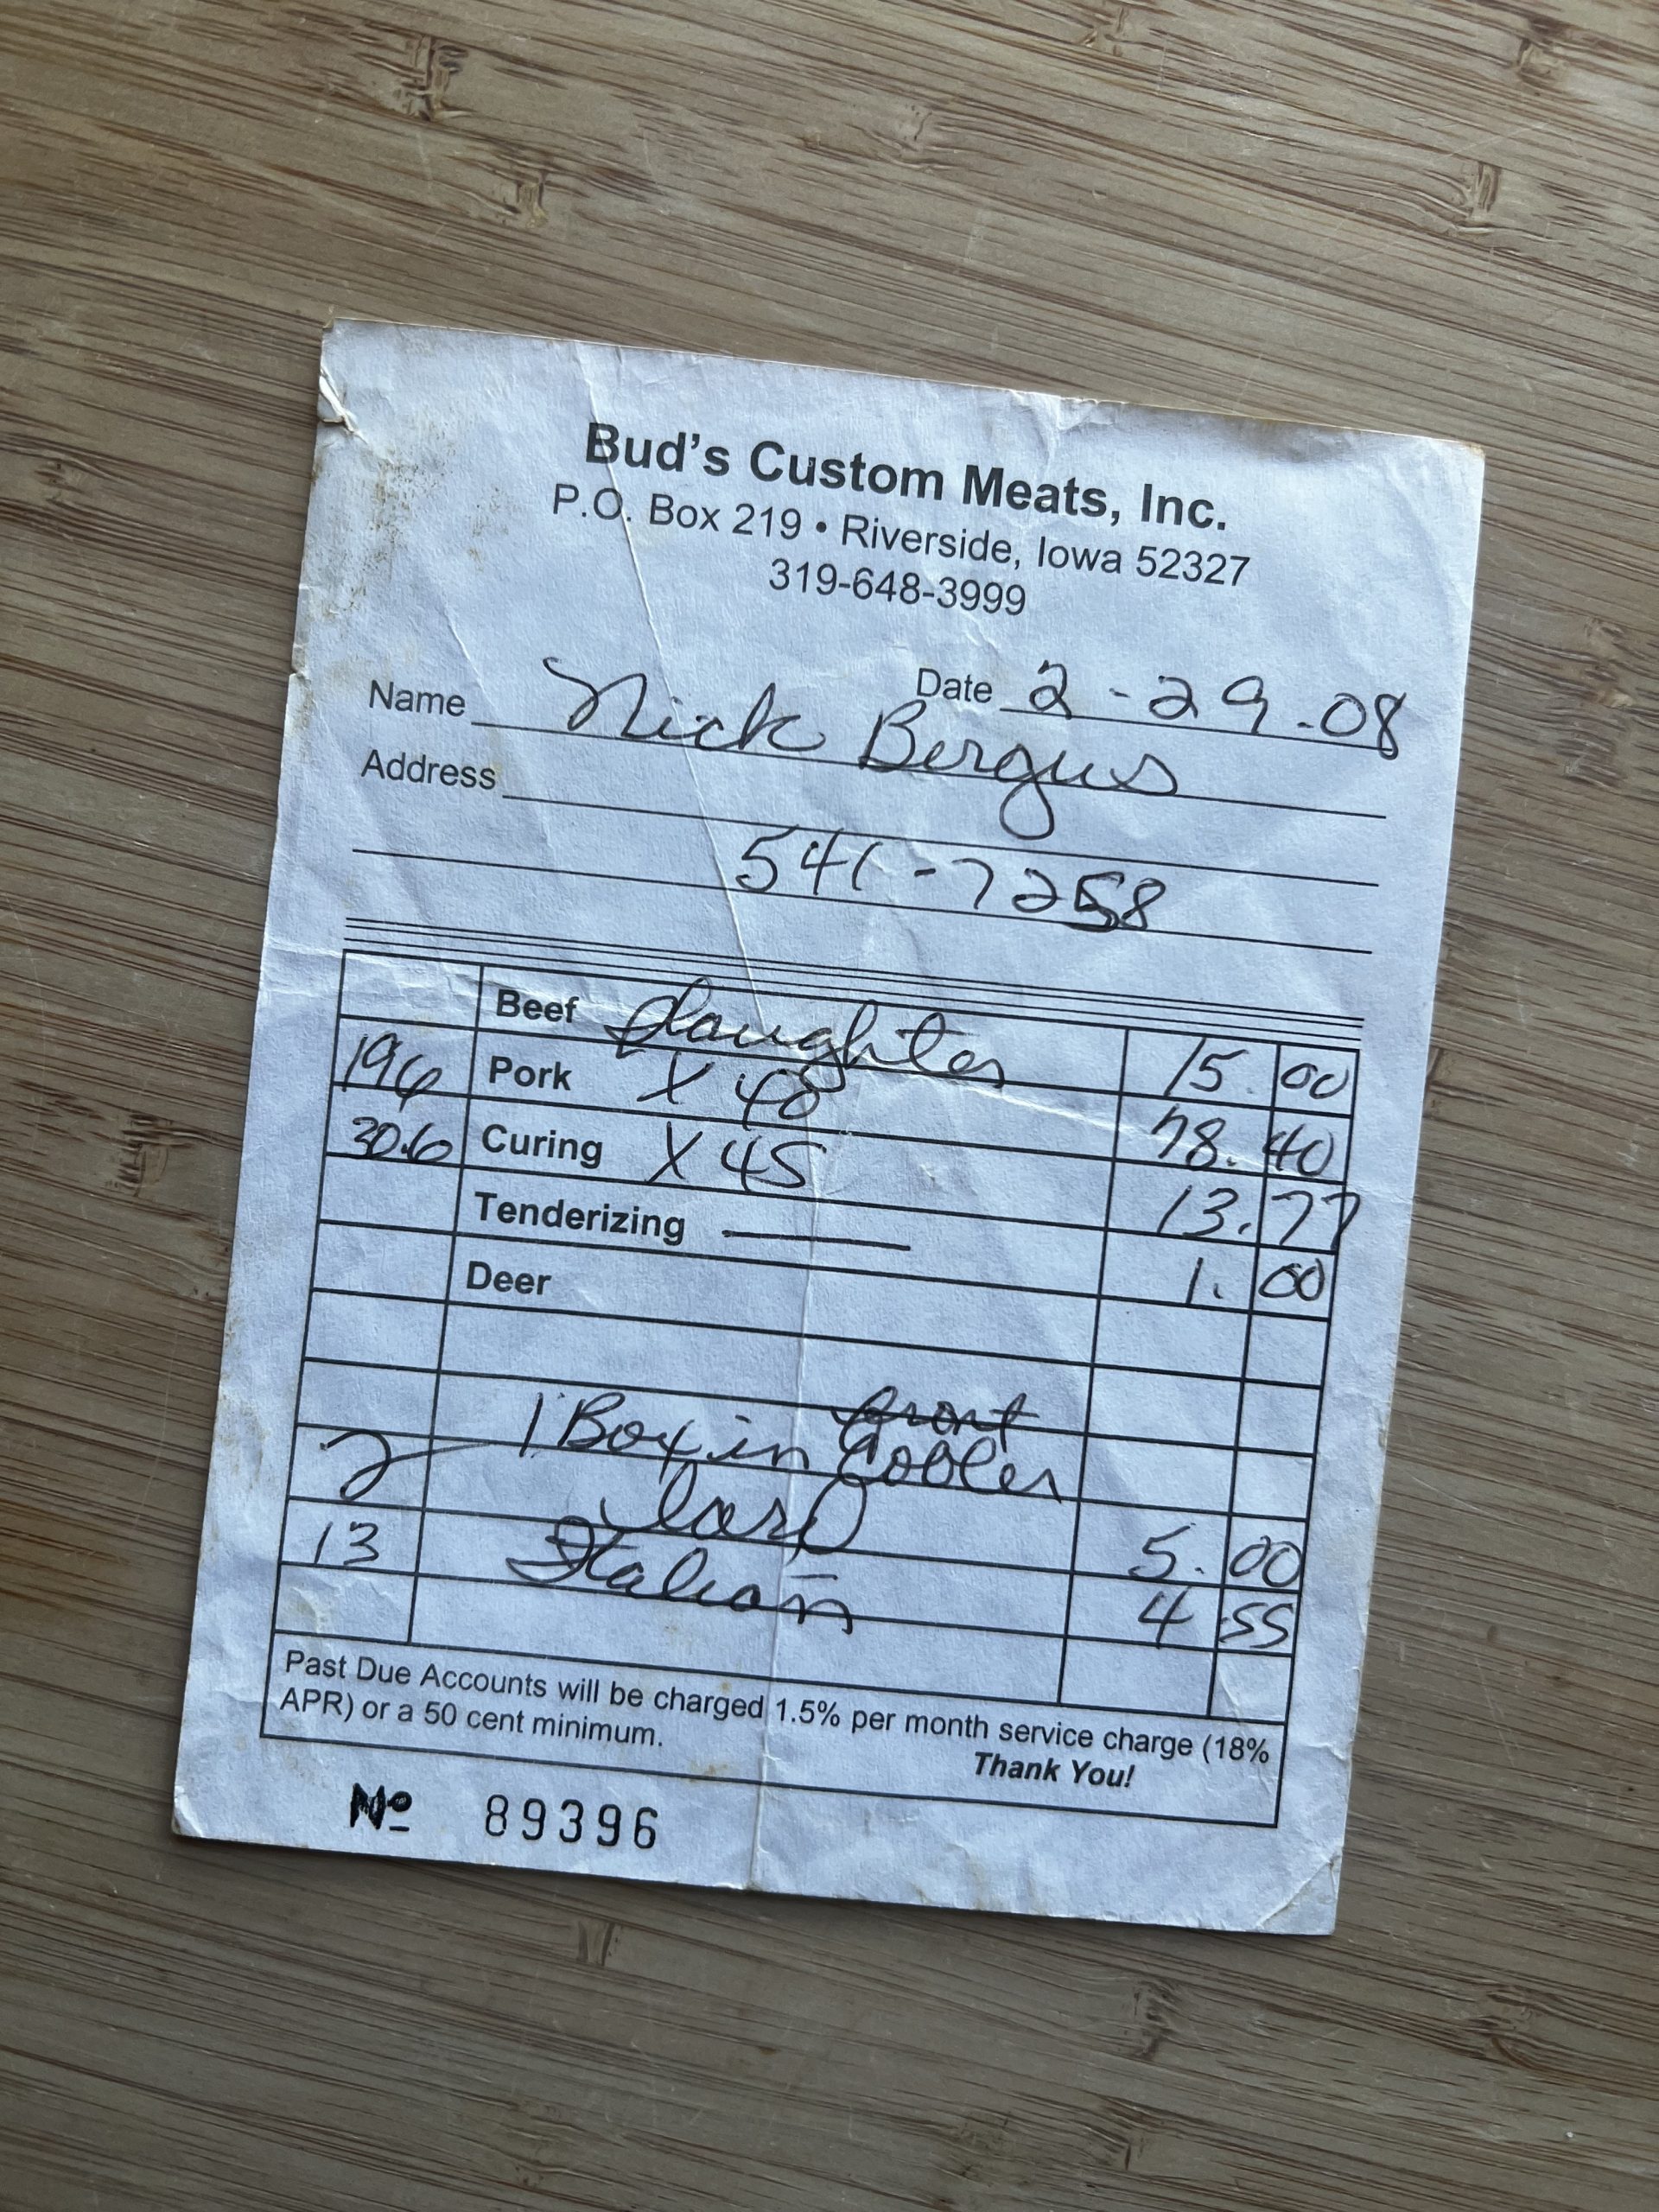 Bud's Custom Meats, Inc.
P.O. Box 219 • Riverside, Iowa 52327
319-648-3999
Date 2-29-08
Name Nick Bergus
Address
541-7258
Beef Slaughter 15.00
196 Pork X 40 78.40
30.6 Curing X 45 13.77
Tenderizing — 1.00
Deer
front
1 Box in Cooler
2 lard 5.00
13 Italian 4.55
Past Due Accounts will be charged 1.5% per month service charge (18%
APR) or a 50 cent minimum.
Thank You!
Nº 89396